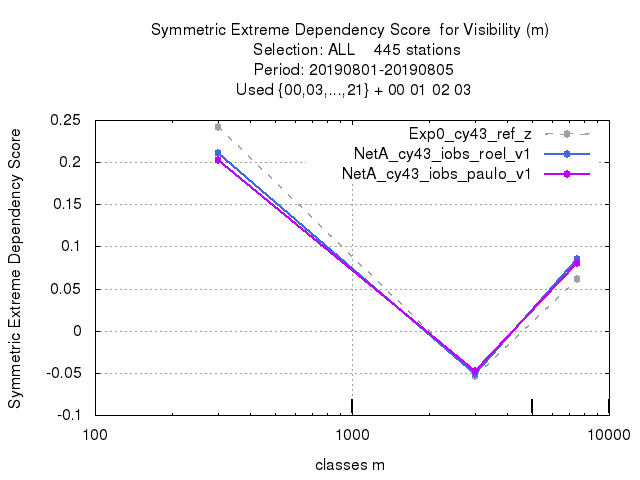 Symmetric Extreme Dependency Score for Visibility (m)
Selection: ALL 445 stations
Period: 20190801-20190805
Used {00,03,...,21} + 00 01 02 03
Exp0_cy43_ref_z
NetA_cy43_iobs_roel_v1
NetA_cy43_iobs_paulo_v1
Symmetric Extreme Dependency Score
0.25
0.2
0.15
0.1
0.05
0
-0.05
-0.1
100 1000 10000
classes m